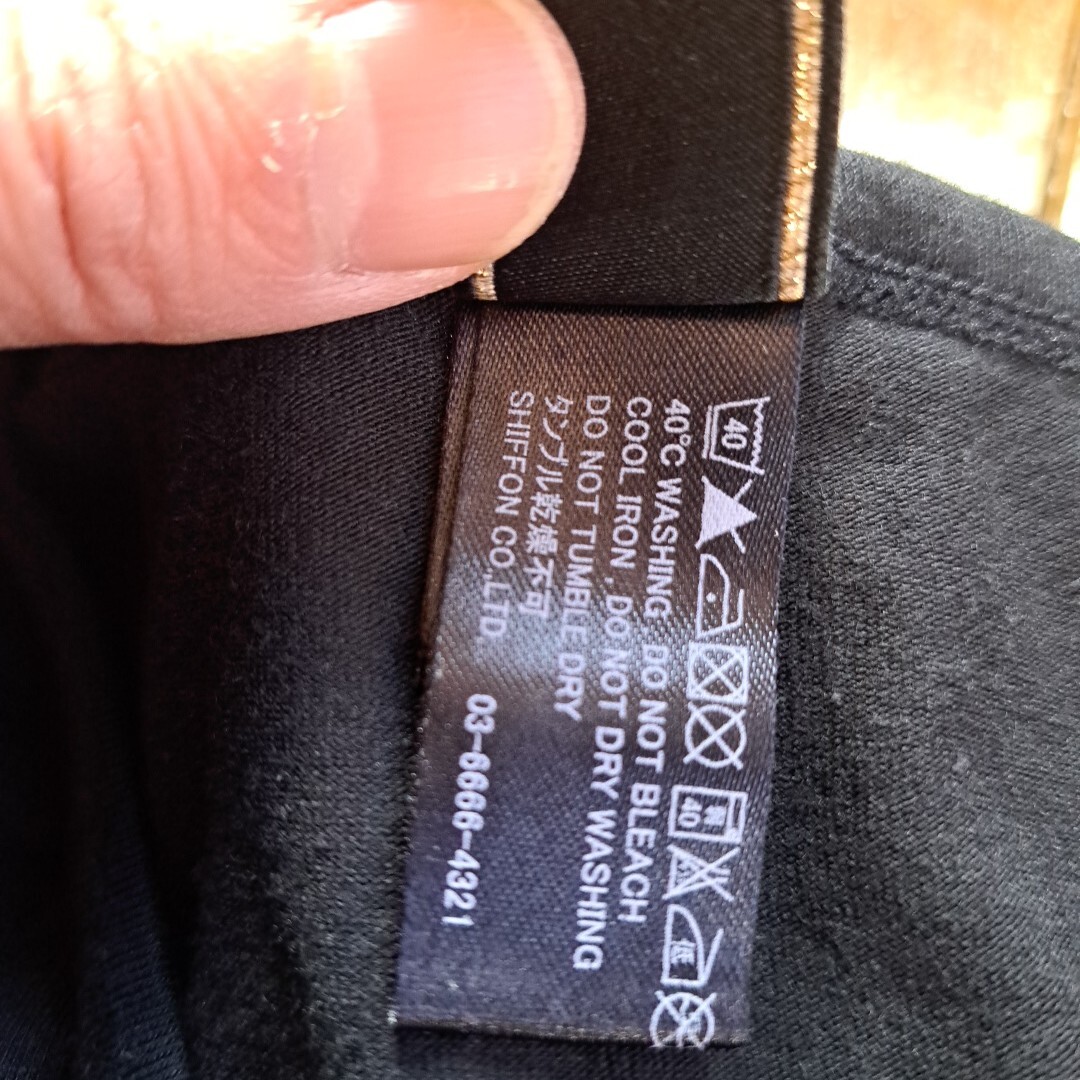 40 40 低
40℃ WASHING DO NOT BLEACH
COOL IRON , DO NOT DRY WASHING
DO NOT TUMBLE DRY
タンブル乾燥不可
SHIFFON CO.,LTD. 03-6666-4321